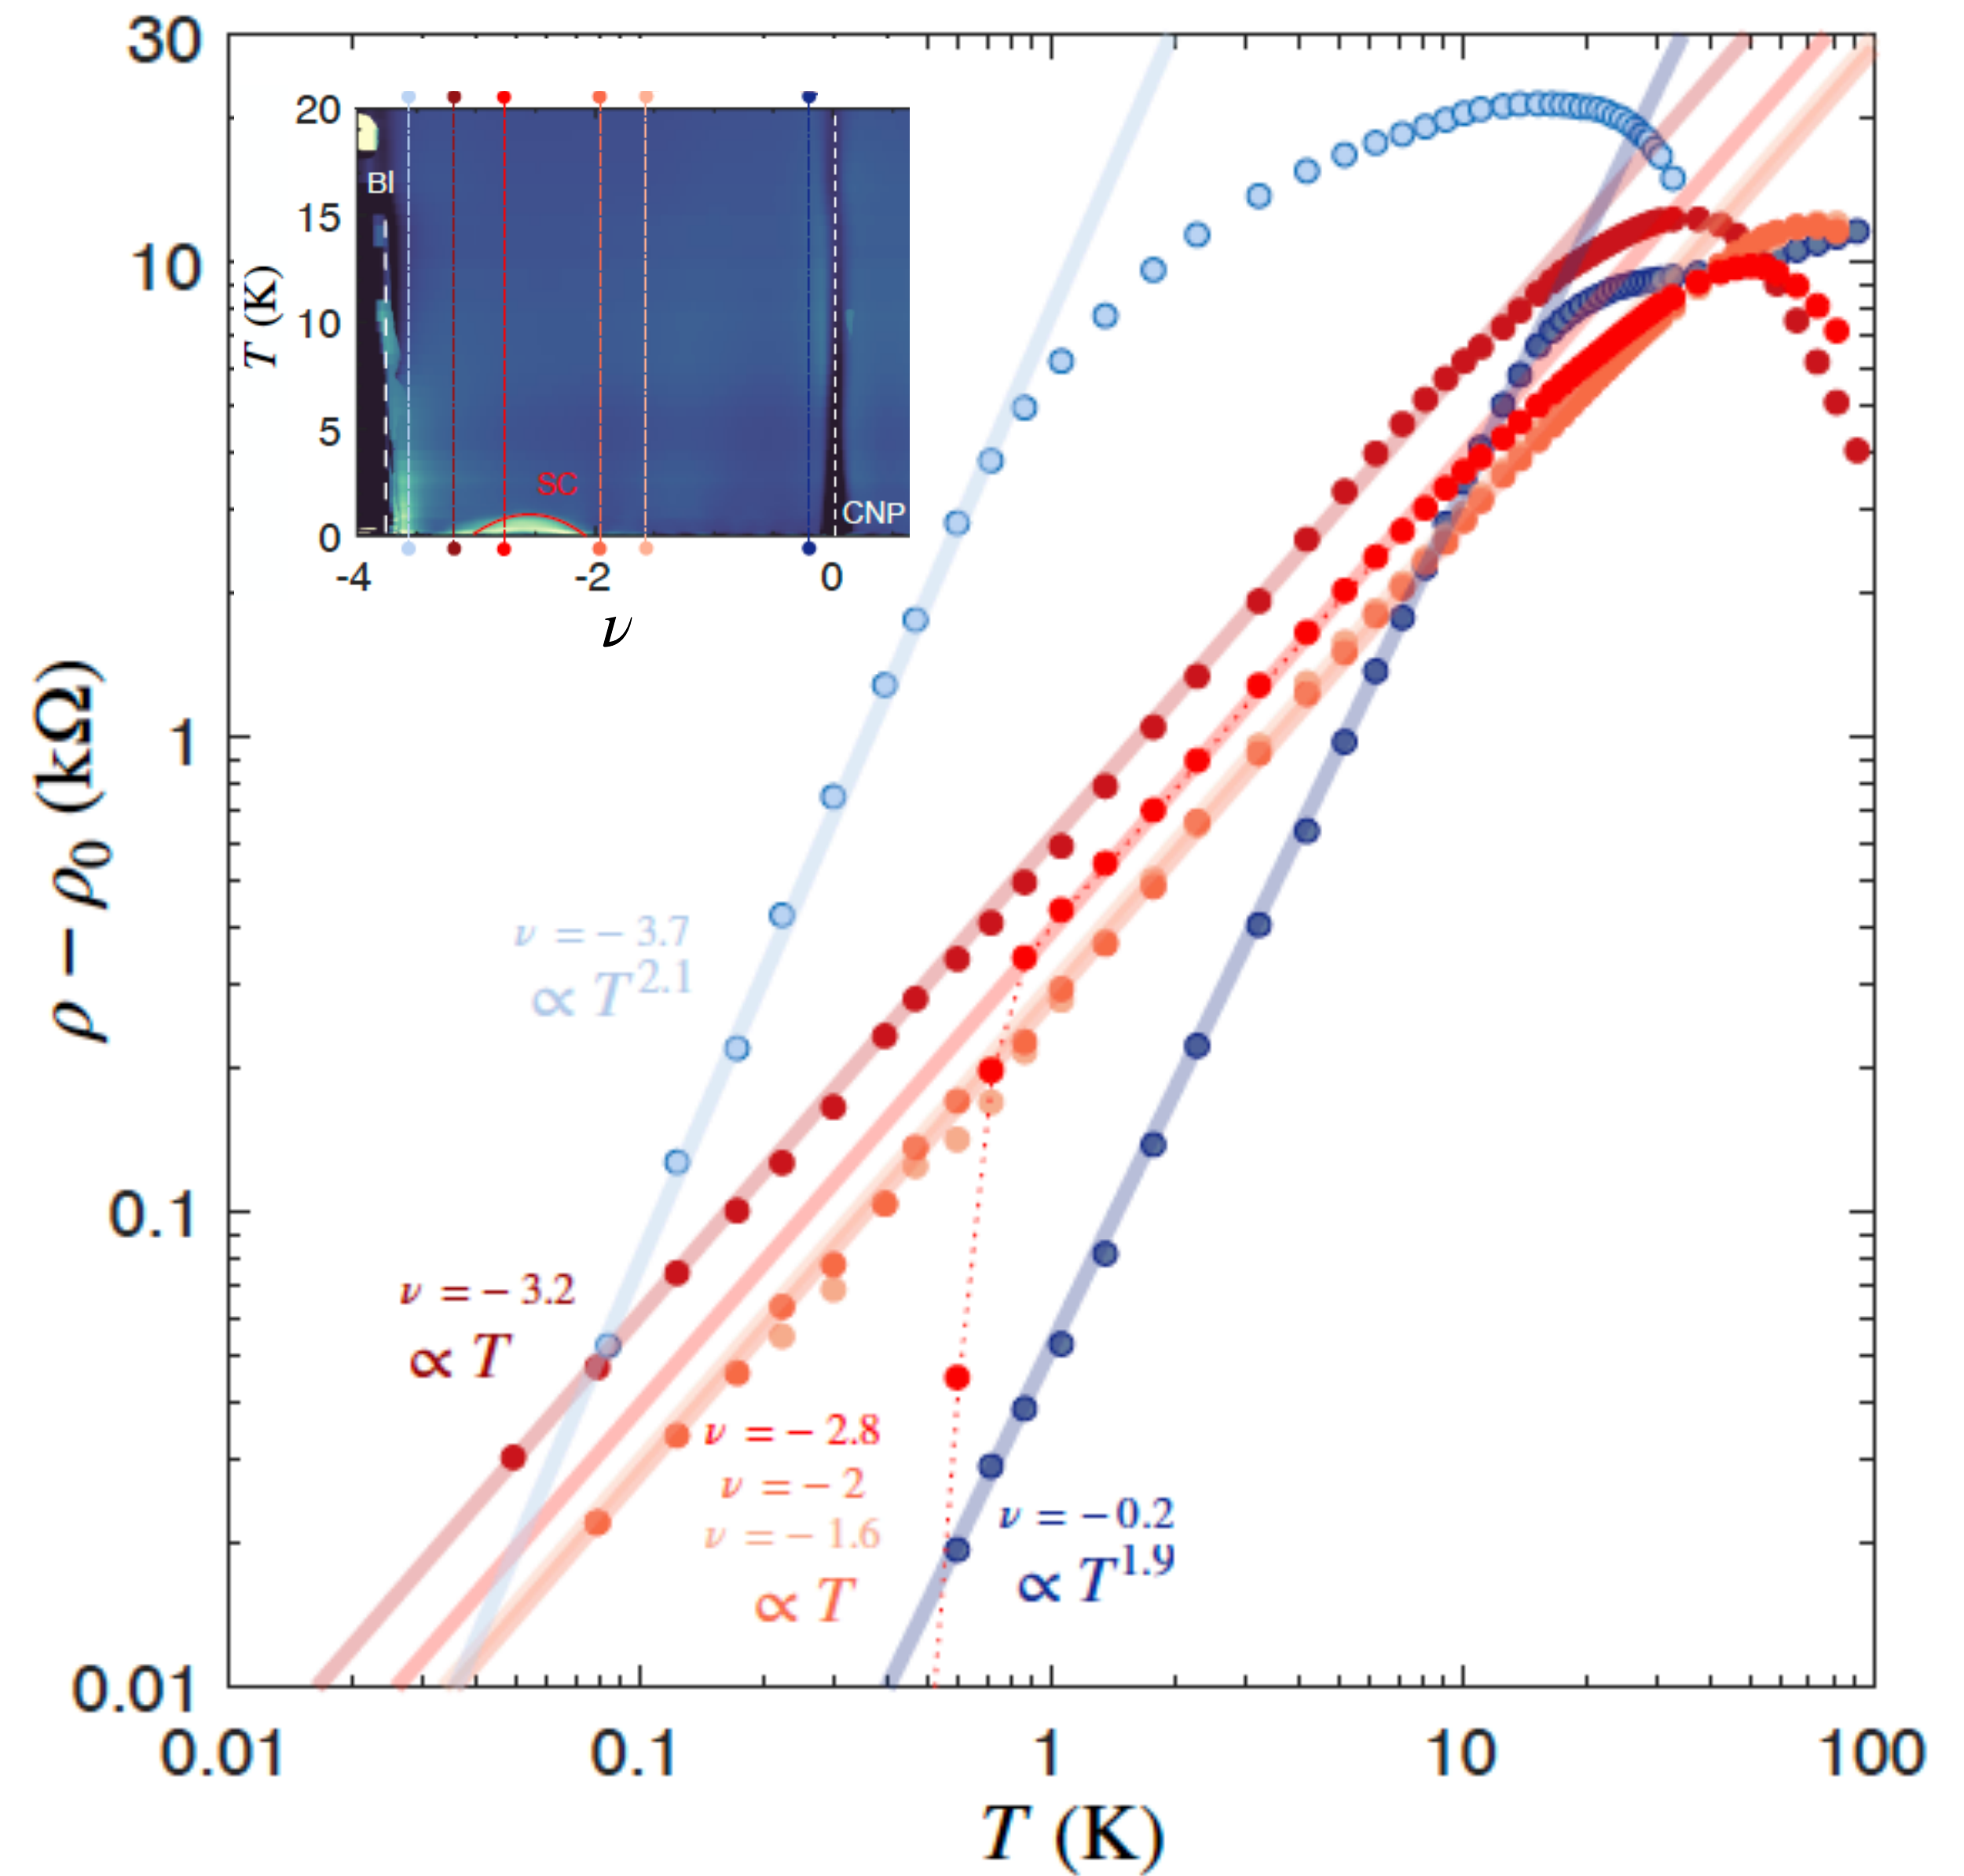 30
10
1
0.1
0.01
ρ − ρ₀ (kΩ)
20
15
10
5
0
T (K)
BI
SC
CNP
-4 -2 0
ν
ν = − 3.7
∝ T^2.1
ν = − 3.2
∝ T
ν = − 2.8
ν = − 2
ν = − 1.6
∝ T
ν = −0.2
∝ T^1.9
0.01 0.1 1 10 100
T (K)